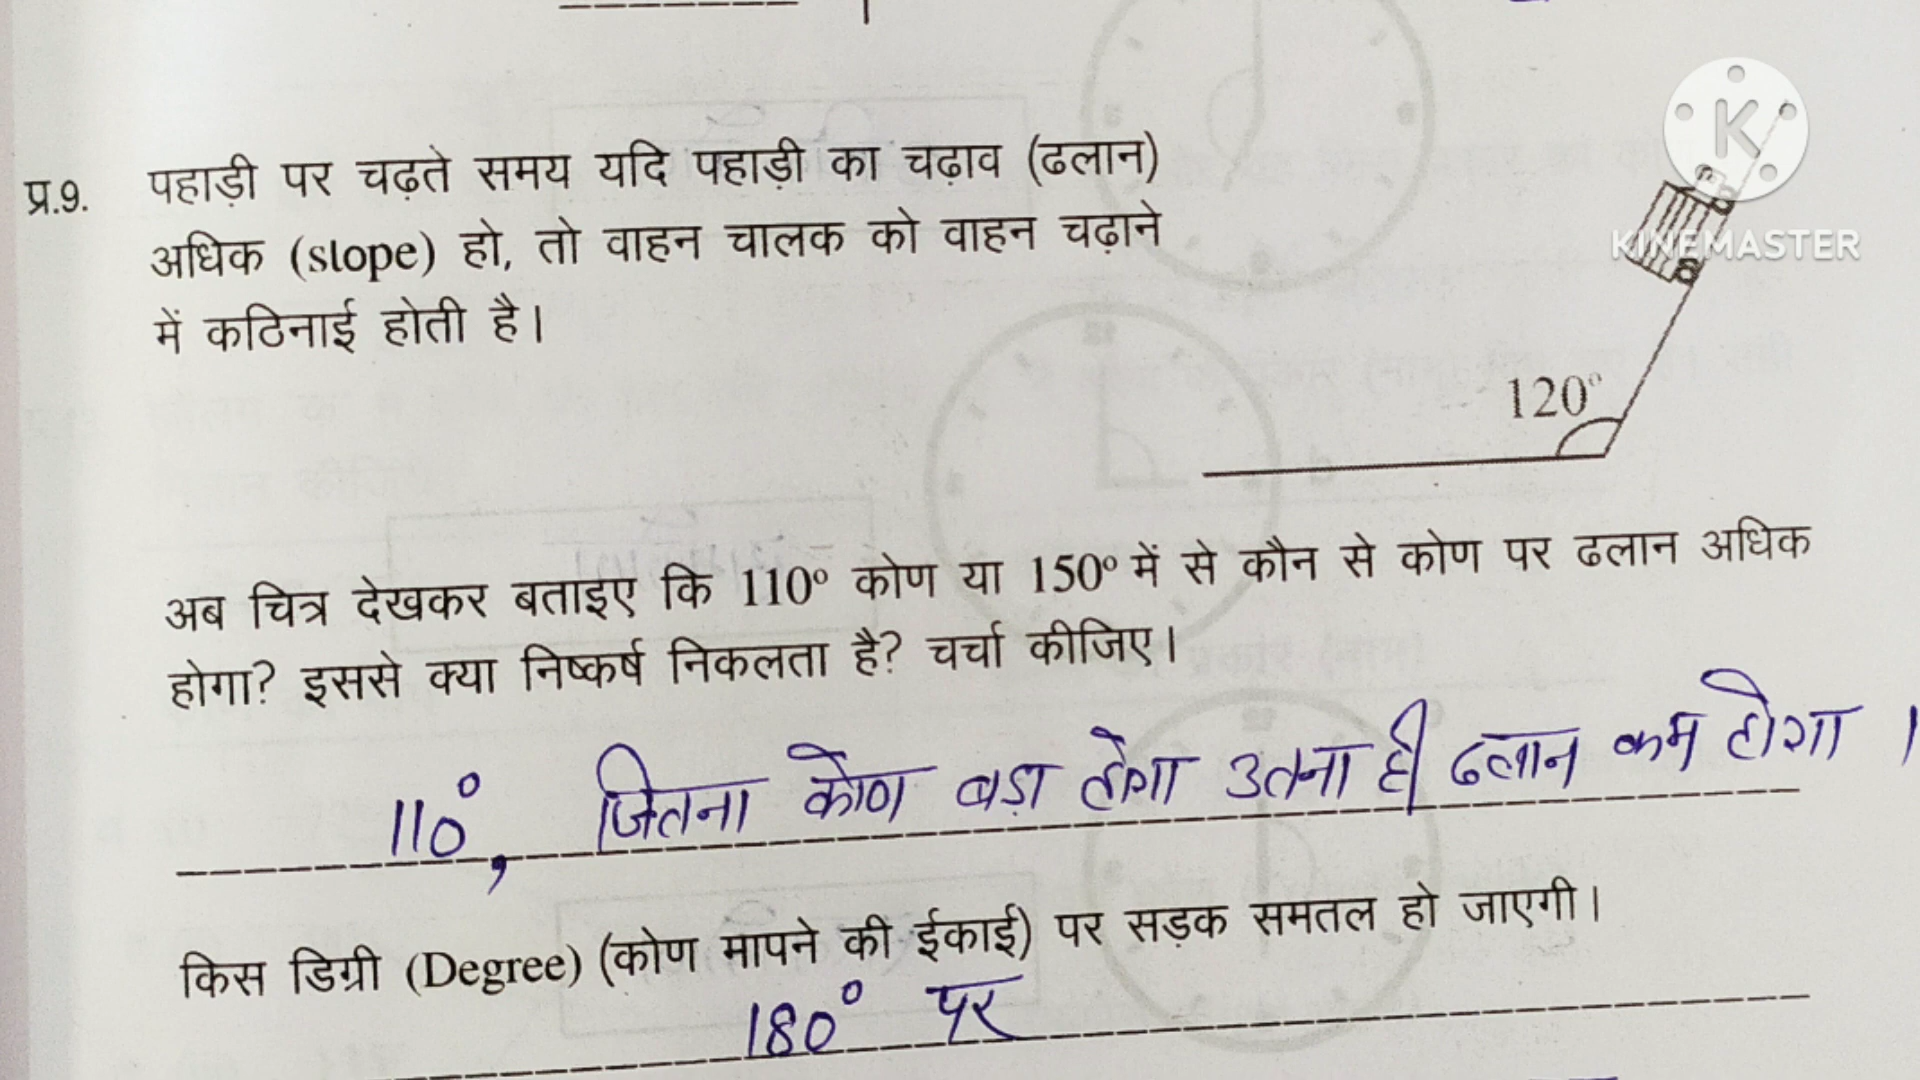 प्र.9. पहाड़ी पर चढ़ते समय यदि पहाड़ी का चढ़ाव (ढलान)
अधिक (slope) हो, तो वाहन चालक को वाहन चढ़ाने
में कठिनाई होती है।
K
KINEMASTER
120°
अब चित्र देखकर बताइए कि 110° कोण या 150° में से कौन से कोण पर ढलान अधिक
होगा? इससे क्या निष्कर्ष निकलता है? चर्चा कीजिए।
110°, जितना कोण बड़ा होगा उतना ही ढलान कम होगा।
किस डिग्री (Degree) (कोण मापने की ईकाई) पर सड़क समतल हो जाएगी।
180° पर